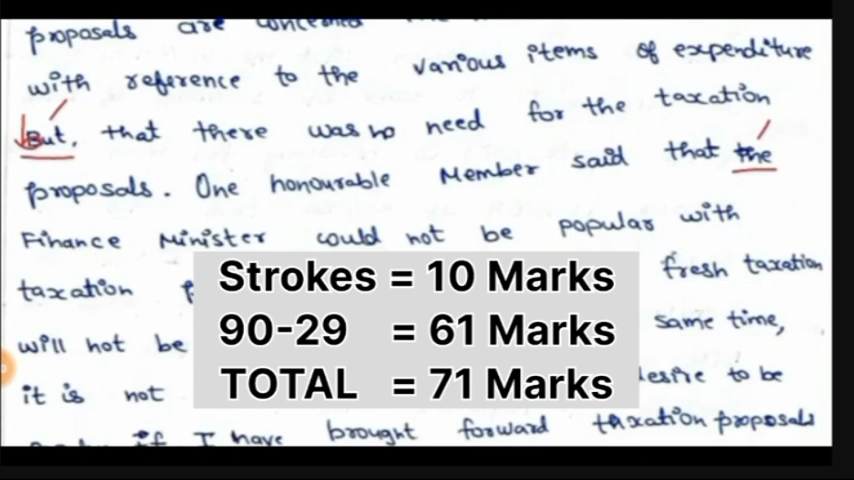 proposals are concerned
with reference to the various items of expenditure
But, that there was no need for the taxation
proposals. One honourable Member said that the
Finance Minister could not be popular with
taxation fresh taxation
will not be same time,
it is not desire to be
if I have brought forward taxation proposals
Strokes = 10 Marks
90-29 = 61 Marks
TOTAL = 71 Marks